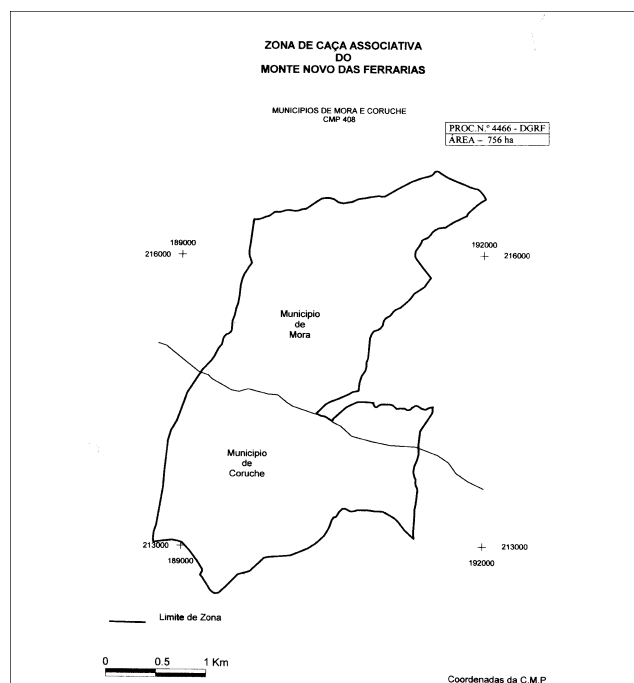 ZONA DE CAÇA ASSOCIATIVA
DO
MONTE NOVO DAS FERRARIAS
MUNICIPIOS DE MORA E CORUCHE
CMP 408
PROC.N.º 4466 - DGRF
ÁREA – 756 ha
189000
216000
192000
216000
Municipio
de
Mora
Municipio
de
Coruche
213000
189000
213000
192000
Limite de Zona
0 0.5 1 Km
Coordenadas da C.M.P